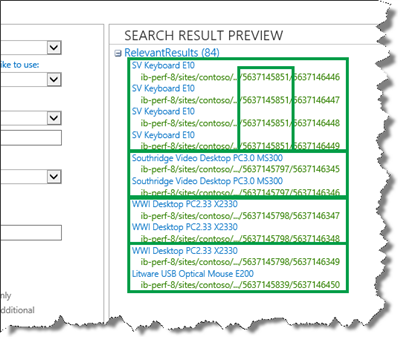 SEARCH RESULT PREVIEW
ike to use:
RelevantResults (84)
SV Keyboard E10
ib-perf-8/sites/contoso/.../5637145851/5637146446
SV Keyboard E10
ib-perf-8/sites/contoso/.../5637145851/5637146447
SV Keyboard E10
ib-perf-8/sites/contoso/.../5637145851/5637146448
SV Keyboard E10
ib-perf-8/sites/contoso/.../5637145851/5637146449
Southridge Video Desktop PC3.0 MS300
ib-perf-8/sites/contoso/.../5637145797/5637146345
Southridge Video Desktop PC3.0 MS300
ib-perf-8/sites/contoso/.../5637145797/5637146346
WWI Desktop PC2.33 X2330
ib-perf-8/sites/contoso/.../5637145798/5637146347
WWI Desktop PC2.33 X2330
ib-perf-8/sites/contoso/.../5637145798/5637146348
WWI Desktop PC2.33 X2330
ib-perf-8/sites/contoso/.../5637145798/5637146349
Litware USB Optical Mouse E200
ib-perf-8/sites/contoso/.../5637145839/5637146450
nly
additional